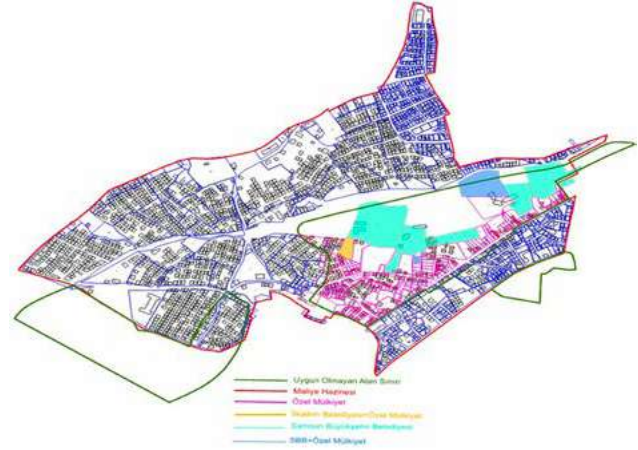 Uygun Olmayan Alan Sınırı
Maliye Hazinesi
Özel Mülkiyet
İlkadım Belediyesi+Özel Mülkiyet
Samsun Büyükşehir Belediyesi
SBB+Özel Mülkiyet